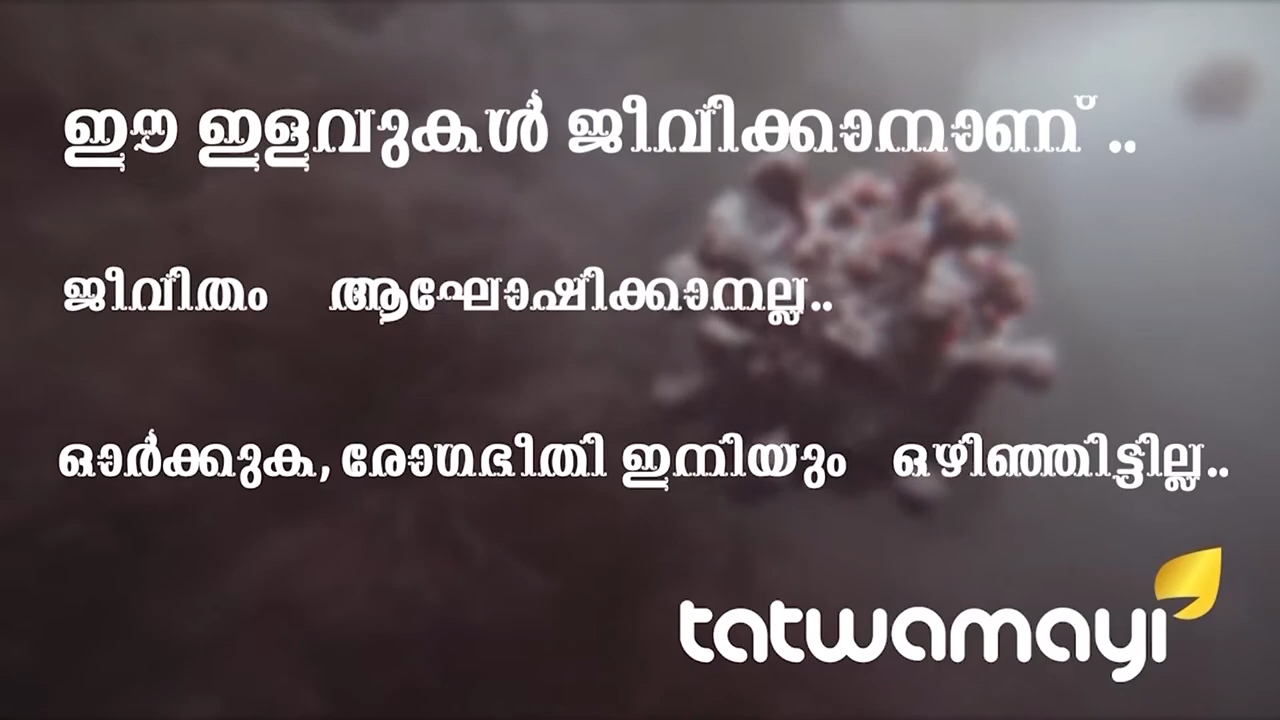 ഈ ഇളവുകൾ ജീവിക്കാനാണ് ..
ജീവിതം ആഘോഷിക്കാനല്ല..
ഓർക്കുക, രോഗഭീതി ഇനിയും ഒഴിഞ്ഞിട്ടില്ല..
tatwamayi